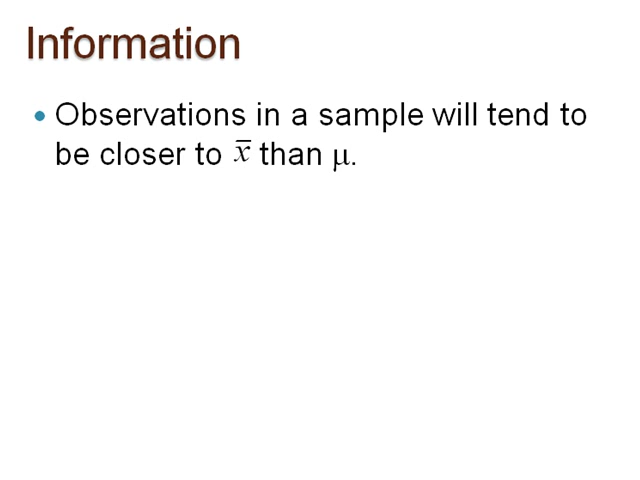 Information
• Observations in a sample will tend to
be closer to x̄ than μ.